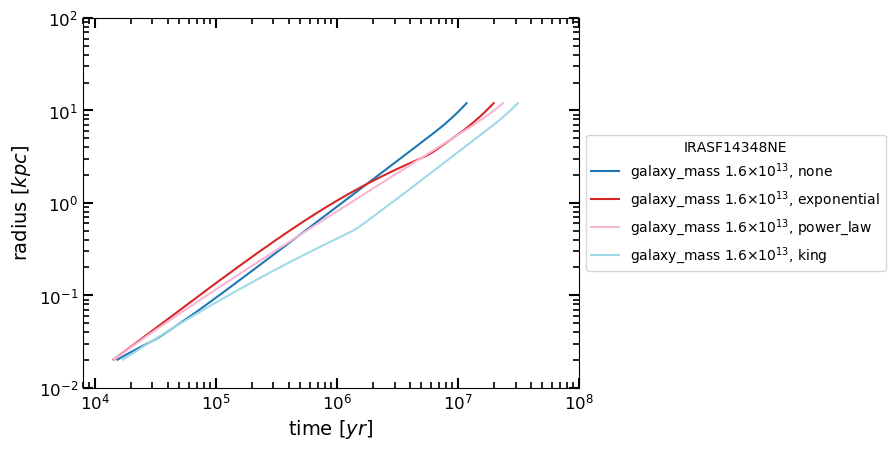 10²
10¹
10⁰
10⁻¹
10⁻²
radius [kpc]
10⁴ 10⁵ 10⁶ 10⁷ 10⁸
time [yr]
IRASF14348NE
galaxy_mass 1.6×10¹³, none
galaxy_mass 1.6×10¹³, exponential
galaxy_mass 1.6×10¹³, power_law
galaxy_mass 1.6×10¹³, king